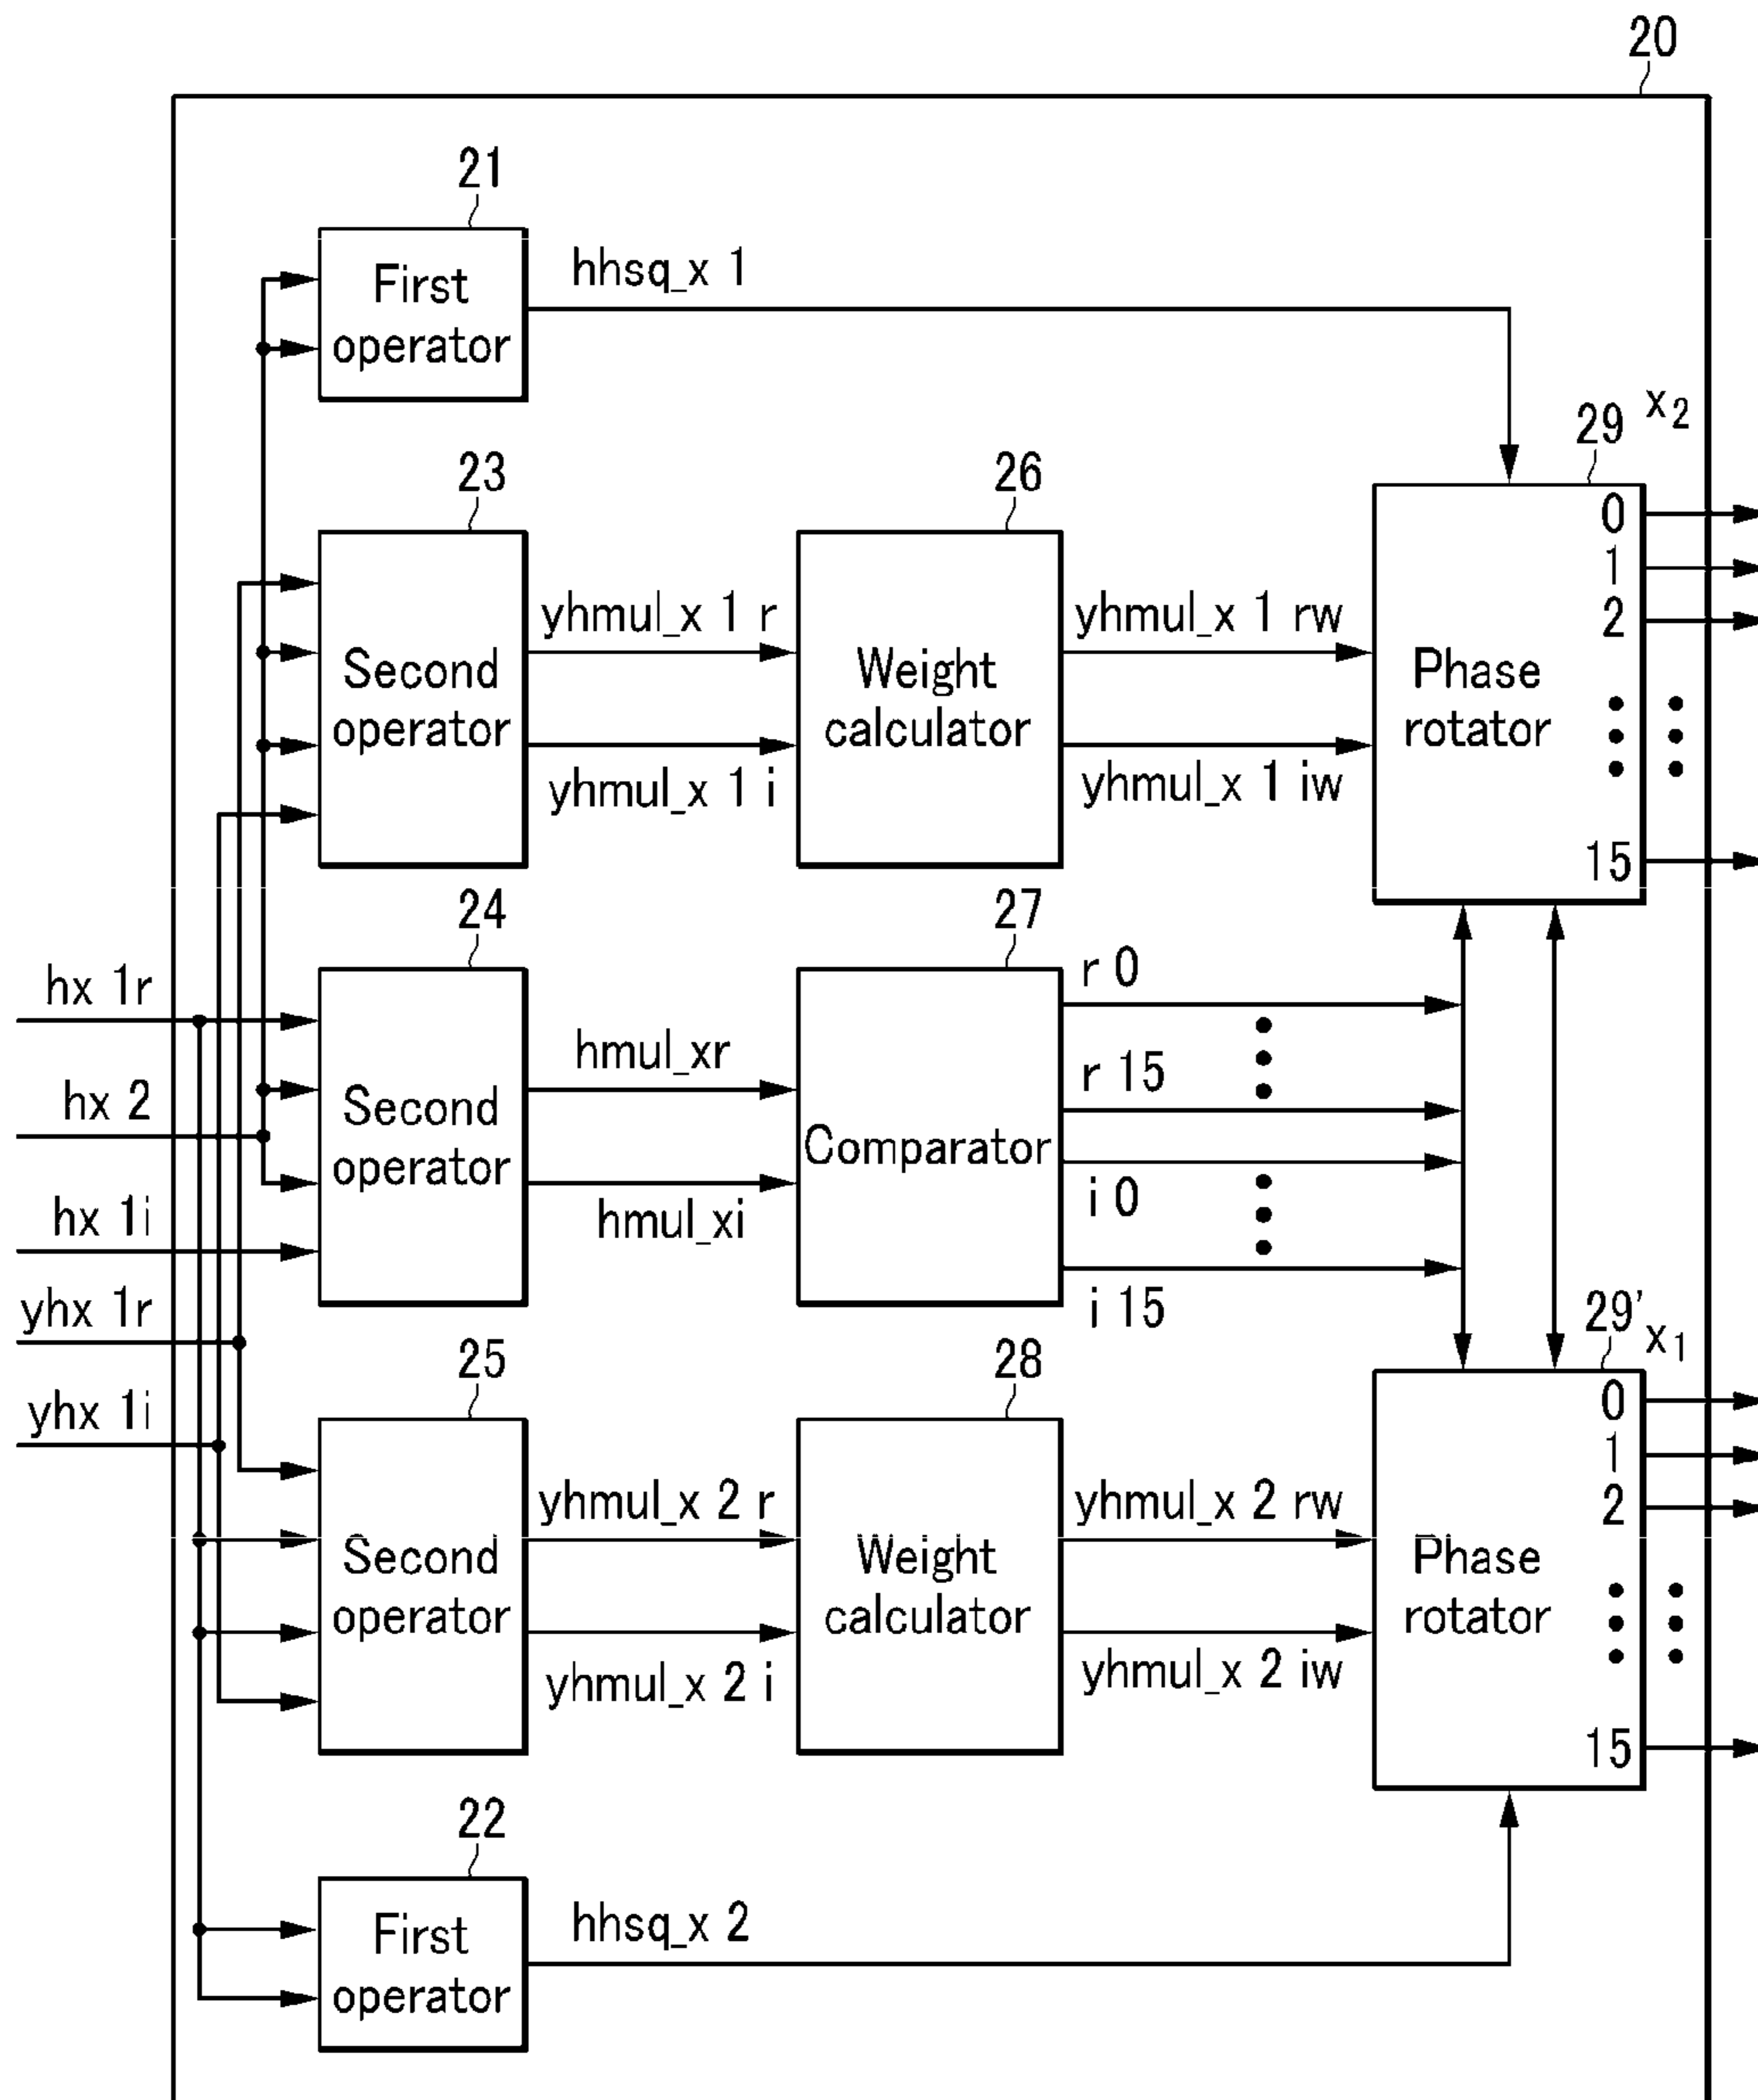 20
21
First
operator
hhsq_x 1
29
x2
23
Second
operator
yhmul_x 1 r
yhmul_x 1 i
26
Weight
calculator
yhmul_x 1 rw
yhmul_x 1 iw
Phase
rotator
0
1
2
15
hx 1r
hx 2
hx 1i
yhx 1r
yhx 1i
24
Second
operator
hmul_xr
hmul_xi
27
Comparator
r 0
r 15
i 0
i 15
25
Second
operator
yhmul_x 2 r
yhmul_x 2 i
28
Weight
calculator
yhmul_x 2 rw
yhmul_x 2 iw
29'
x1
Phase
rotator
0
1
2
15
22
First
operator
hhsq_x 2